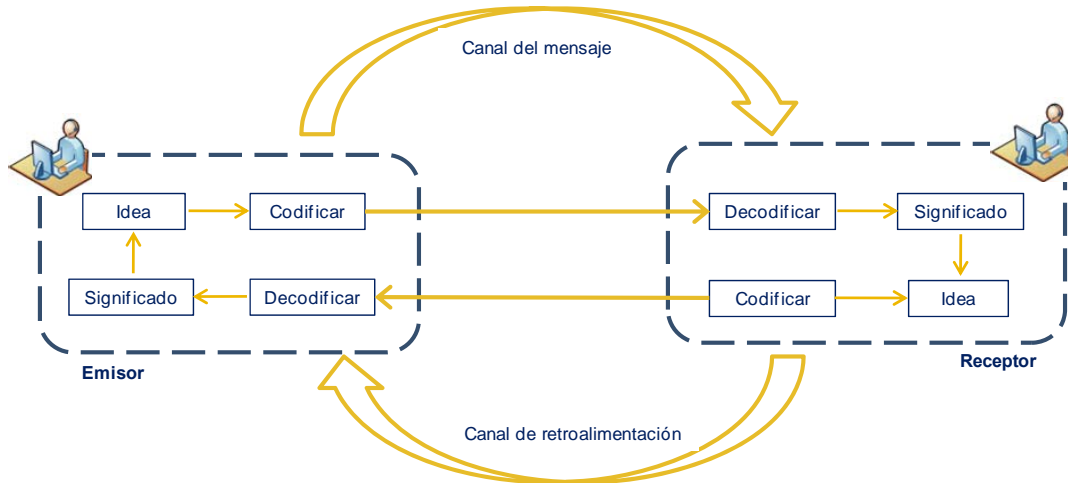 Canal del mensaje
Idea
Codificar
Decodificar
Significado
Significado
Decodificar
Codificar
Idea
Emisor
Receptor
Canal de retroalimentación